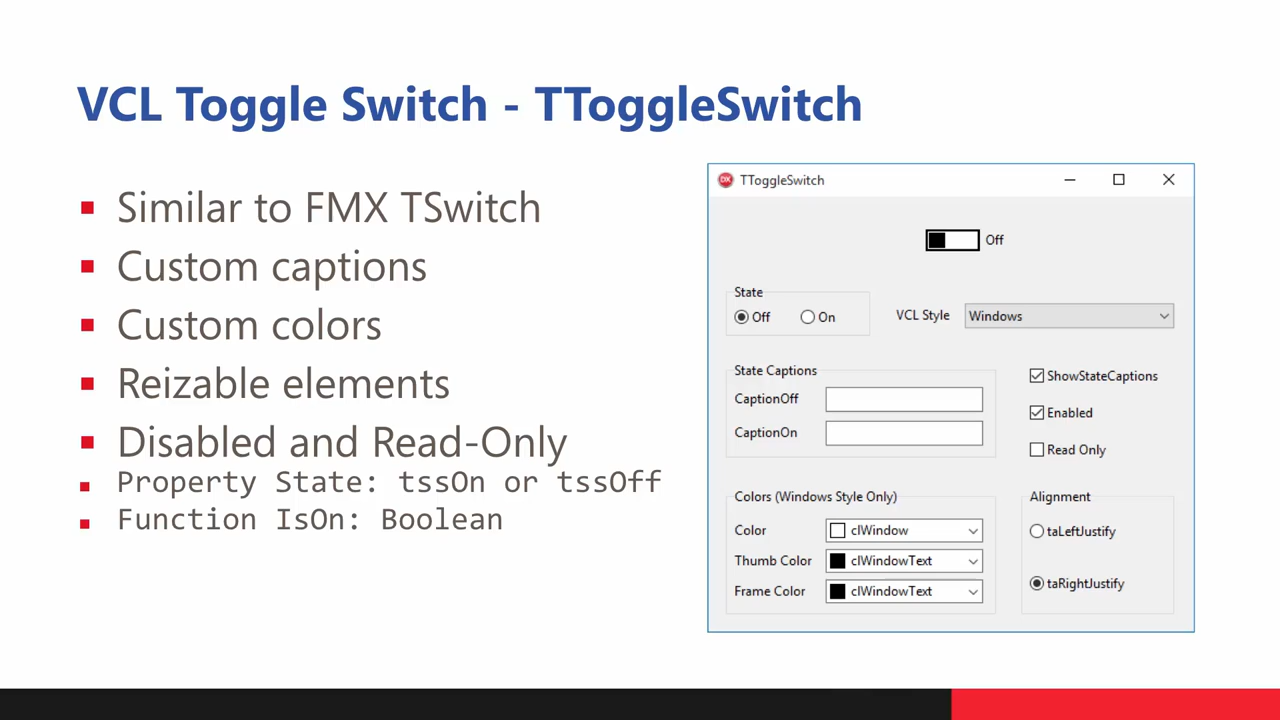 VCL Toggle Switch - TToggleSwitch
Similar to FMX TSwitch
Custom captions
Custom colors
Reizable elements
Disabled and Read-Only
Property State: tssOn or tssOff
Function IsOn: Boolean
DX TToggleSwitch
Off
State
Off On
VCL Style Windows
State Captions
CaptionOff
CaptionOn
ShowStateCaptions
Enabled
Read Only
Colors (Windows Style Only)
Color clWindow
Thumb Color clWindowText
Frame Color clWindowText
Alignment
taLeftJustify
taRightJustify